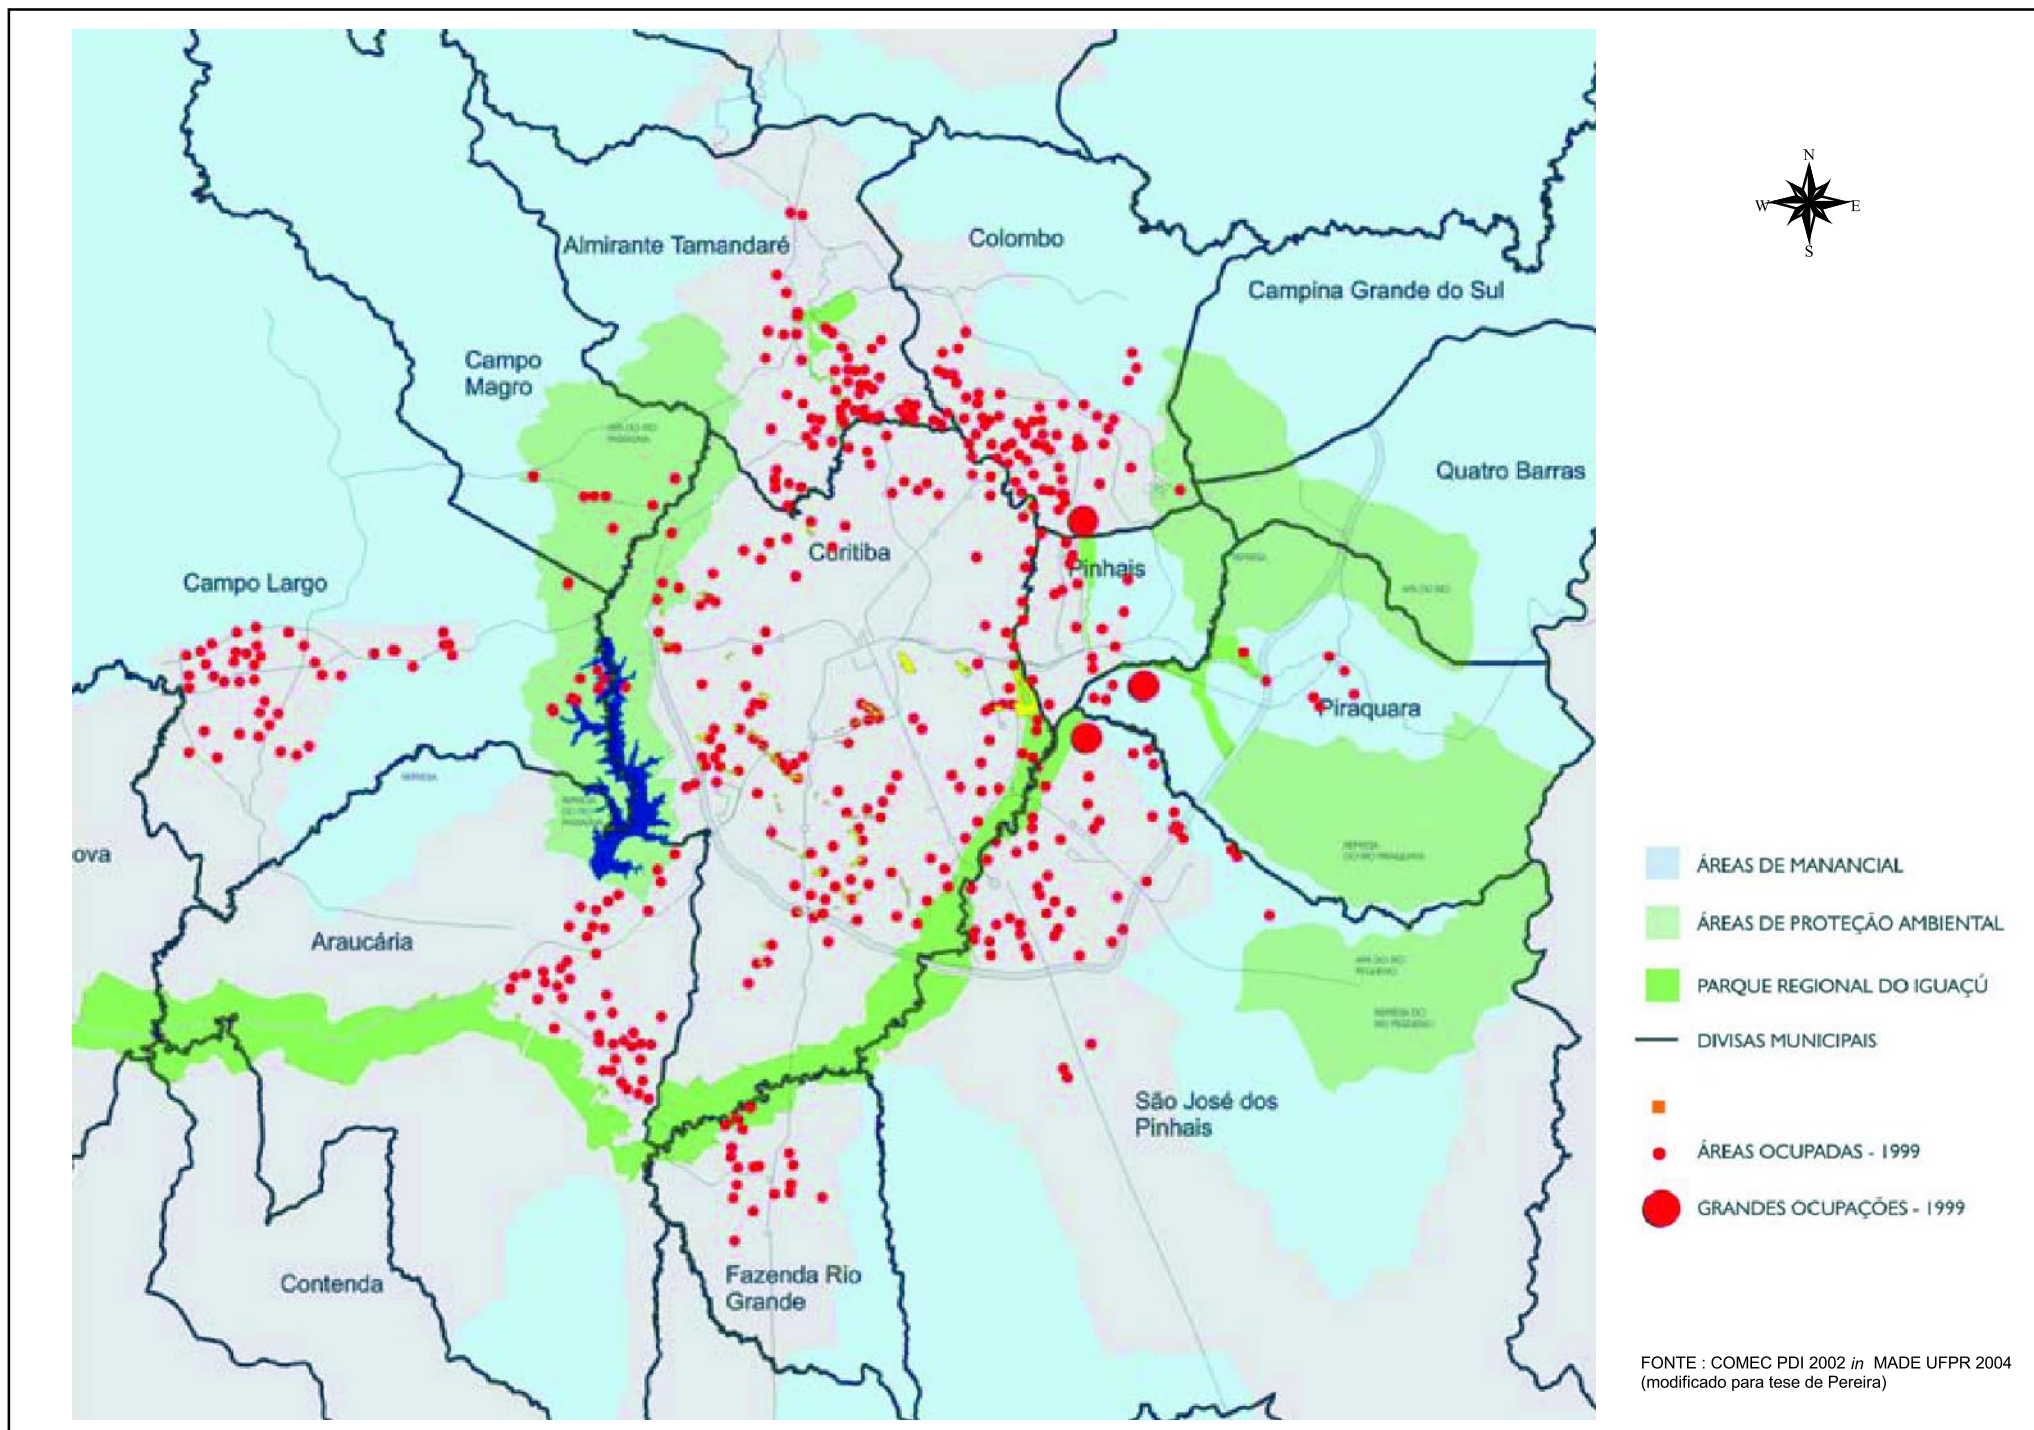 N
W E
S
Almirante Tamandaré
Colombo
Campina Grande do Sul
Campo
Magro
Quatro Barras
Curitiba
Pinhais
Campo Largo
Piraquara
ova
Araucária
São José dos
Pinhais
Contenda
Fazenda Rio
Grande
ÁREAS DE MANANCIAL
ÁREAS DE PROTEÇÃO AMBIENTAL
PARQUE REGIONAL DO IGUAÇÚ
DIVISAS MUNICIPAIS
ÁREAS OCUPADAS - 1999
GRANDES OCUPAÇÕES - 1999
FONTE : COMEC PDI 2002 in MADE UFPR 2004
(modificado para tese de Pereira)